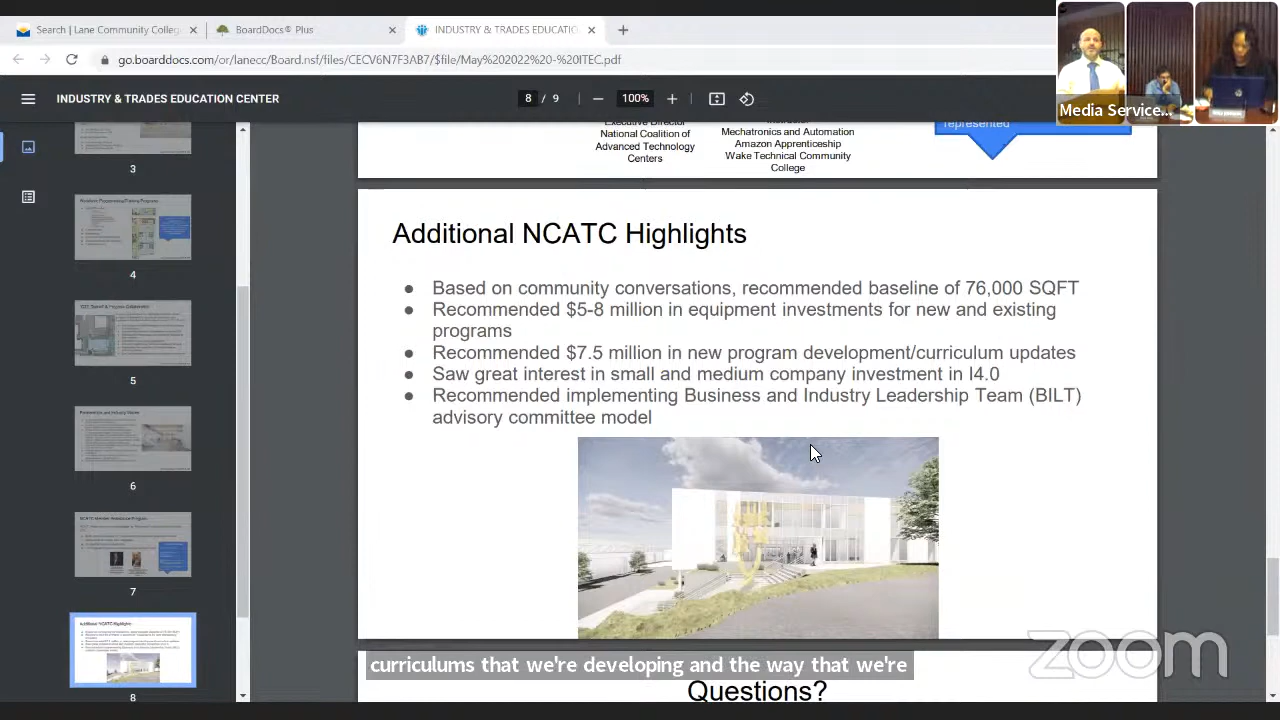 Search | Lane Community Colleg
BoardDocs® Plus
INDUSTRY & TRADES EDUCATIO
go.boarddocs.com/or/lanecc/Board.nsf/files/CECV6N7F3AB7/$file/May%202022%20-%20ITEC.pdf
Media Service...
INDUSTRY & TRADES EDUCATION CENTER
8 / 9
100%
Executive Director
National Coalition of
Advanced Technology
Centers
Mechatronics and Automation
Amazon Apprenticeship
Wake Technical Community
College
represented
3
4
5
6
7
8
Additional NCATC Highlights
● Based on community conversations, recommended baseline of 76,000 SQFT
● Recommended $5-8 million in equipment investments for new and existing
programs
● Recommended $7.5 million in new program development/curriculum updates
● Saw great interest in small and medium company investment in I4.0
● Recommended implementing Business and Industry Leadership Team (BILT)
advisory committee model
zoom
curriculums that we're developing and the way that we're
Questions?